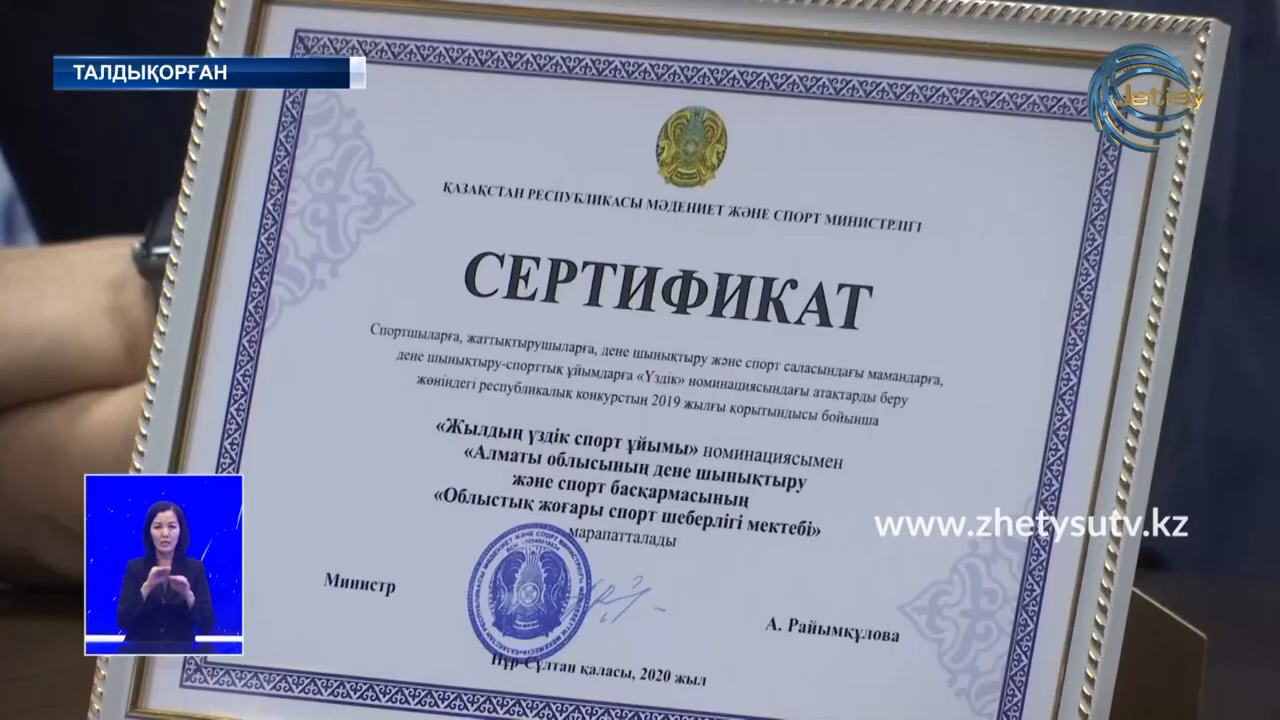 ТАЛДЫҚОРҒАН
Jetisy
ҚАЗАҚСТАН РЕСПУБЛИКАСЫ МӘДЕНИЕТ ЖӘНЕ СПОРТ МИНИСТРЛІГІ
СЕРТИФИКАТ
Спортшыларға, жаттықтырушыларға, дене шынықтыру және спорт саласындағы мамандарға,
дене шынықтыру-спорттық ұйымдарға «Үздік» номинациясындағы атақтарды беру
жөніндегі республикалық конкурстың 2019 жылғы қорытындысы бойынша
«Жылдың үздік спорт ұйымы» номинациясымен
«Алматы облысының дене шынықтыру
және спорт басқармасының
«Облыстық жоғары спорт шеберлігі мектебі»
марапатталады
www.zhetysutv.kz
Министр
А. Райымқұлова
Нұр-Сұлтан қаласы, 2020 жыл